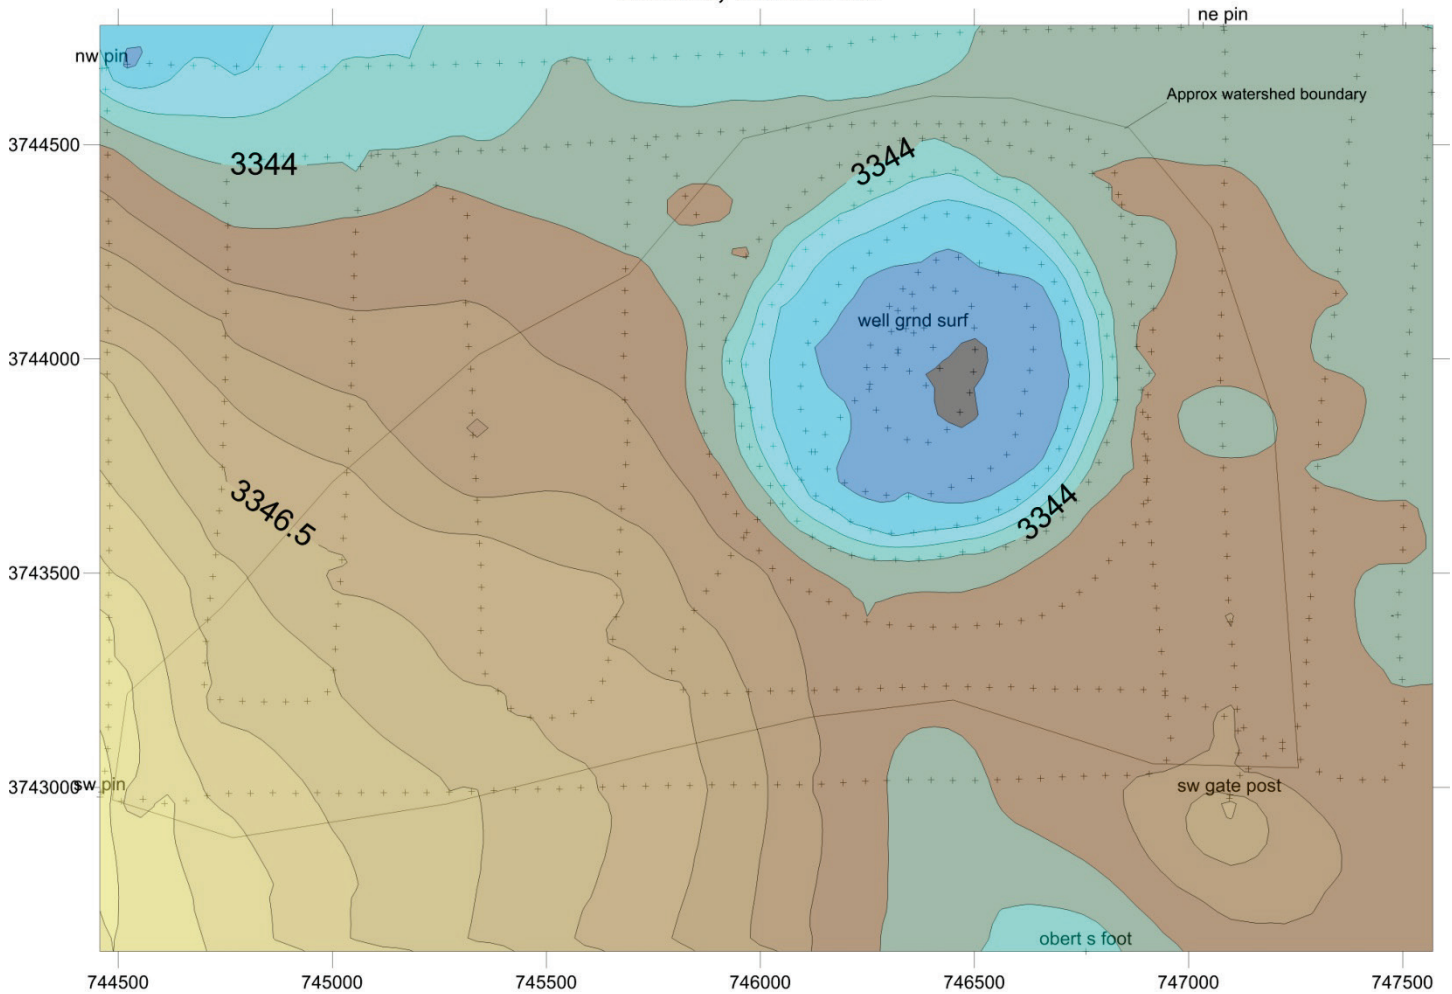 ne pin
nw pin
Approx watershed boundary
3744500
3344
3344
well grnd surf
3744000
3346.5
3344
3743500
3743000
sw pin
sw gate post
obert s foot
744500
745000
745500
746000
746500
747000
747500